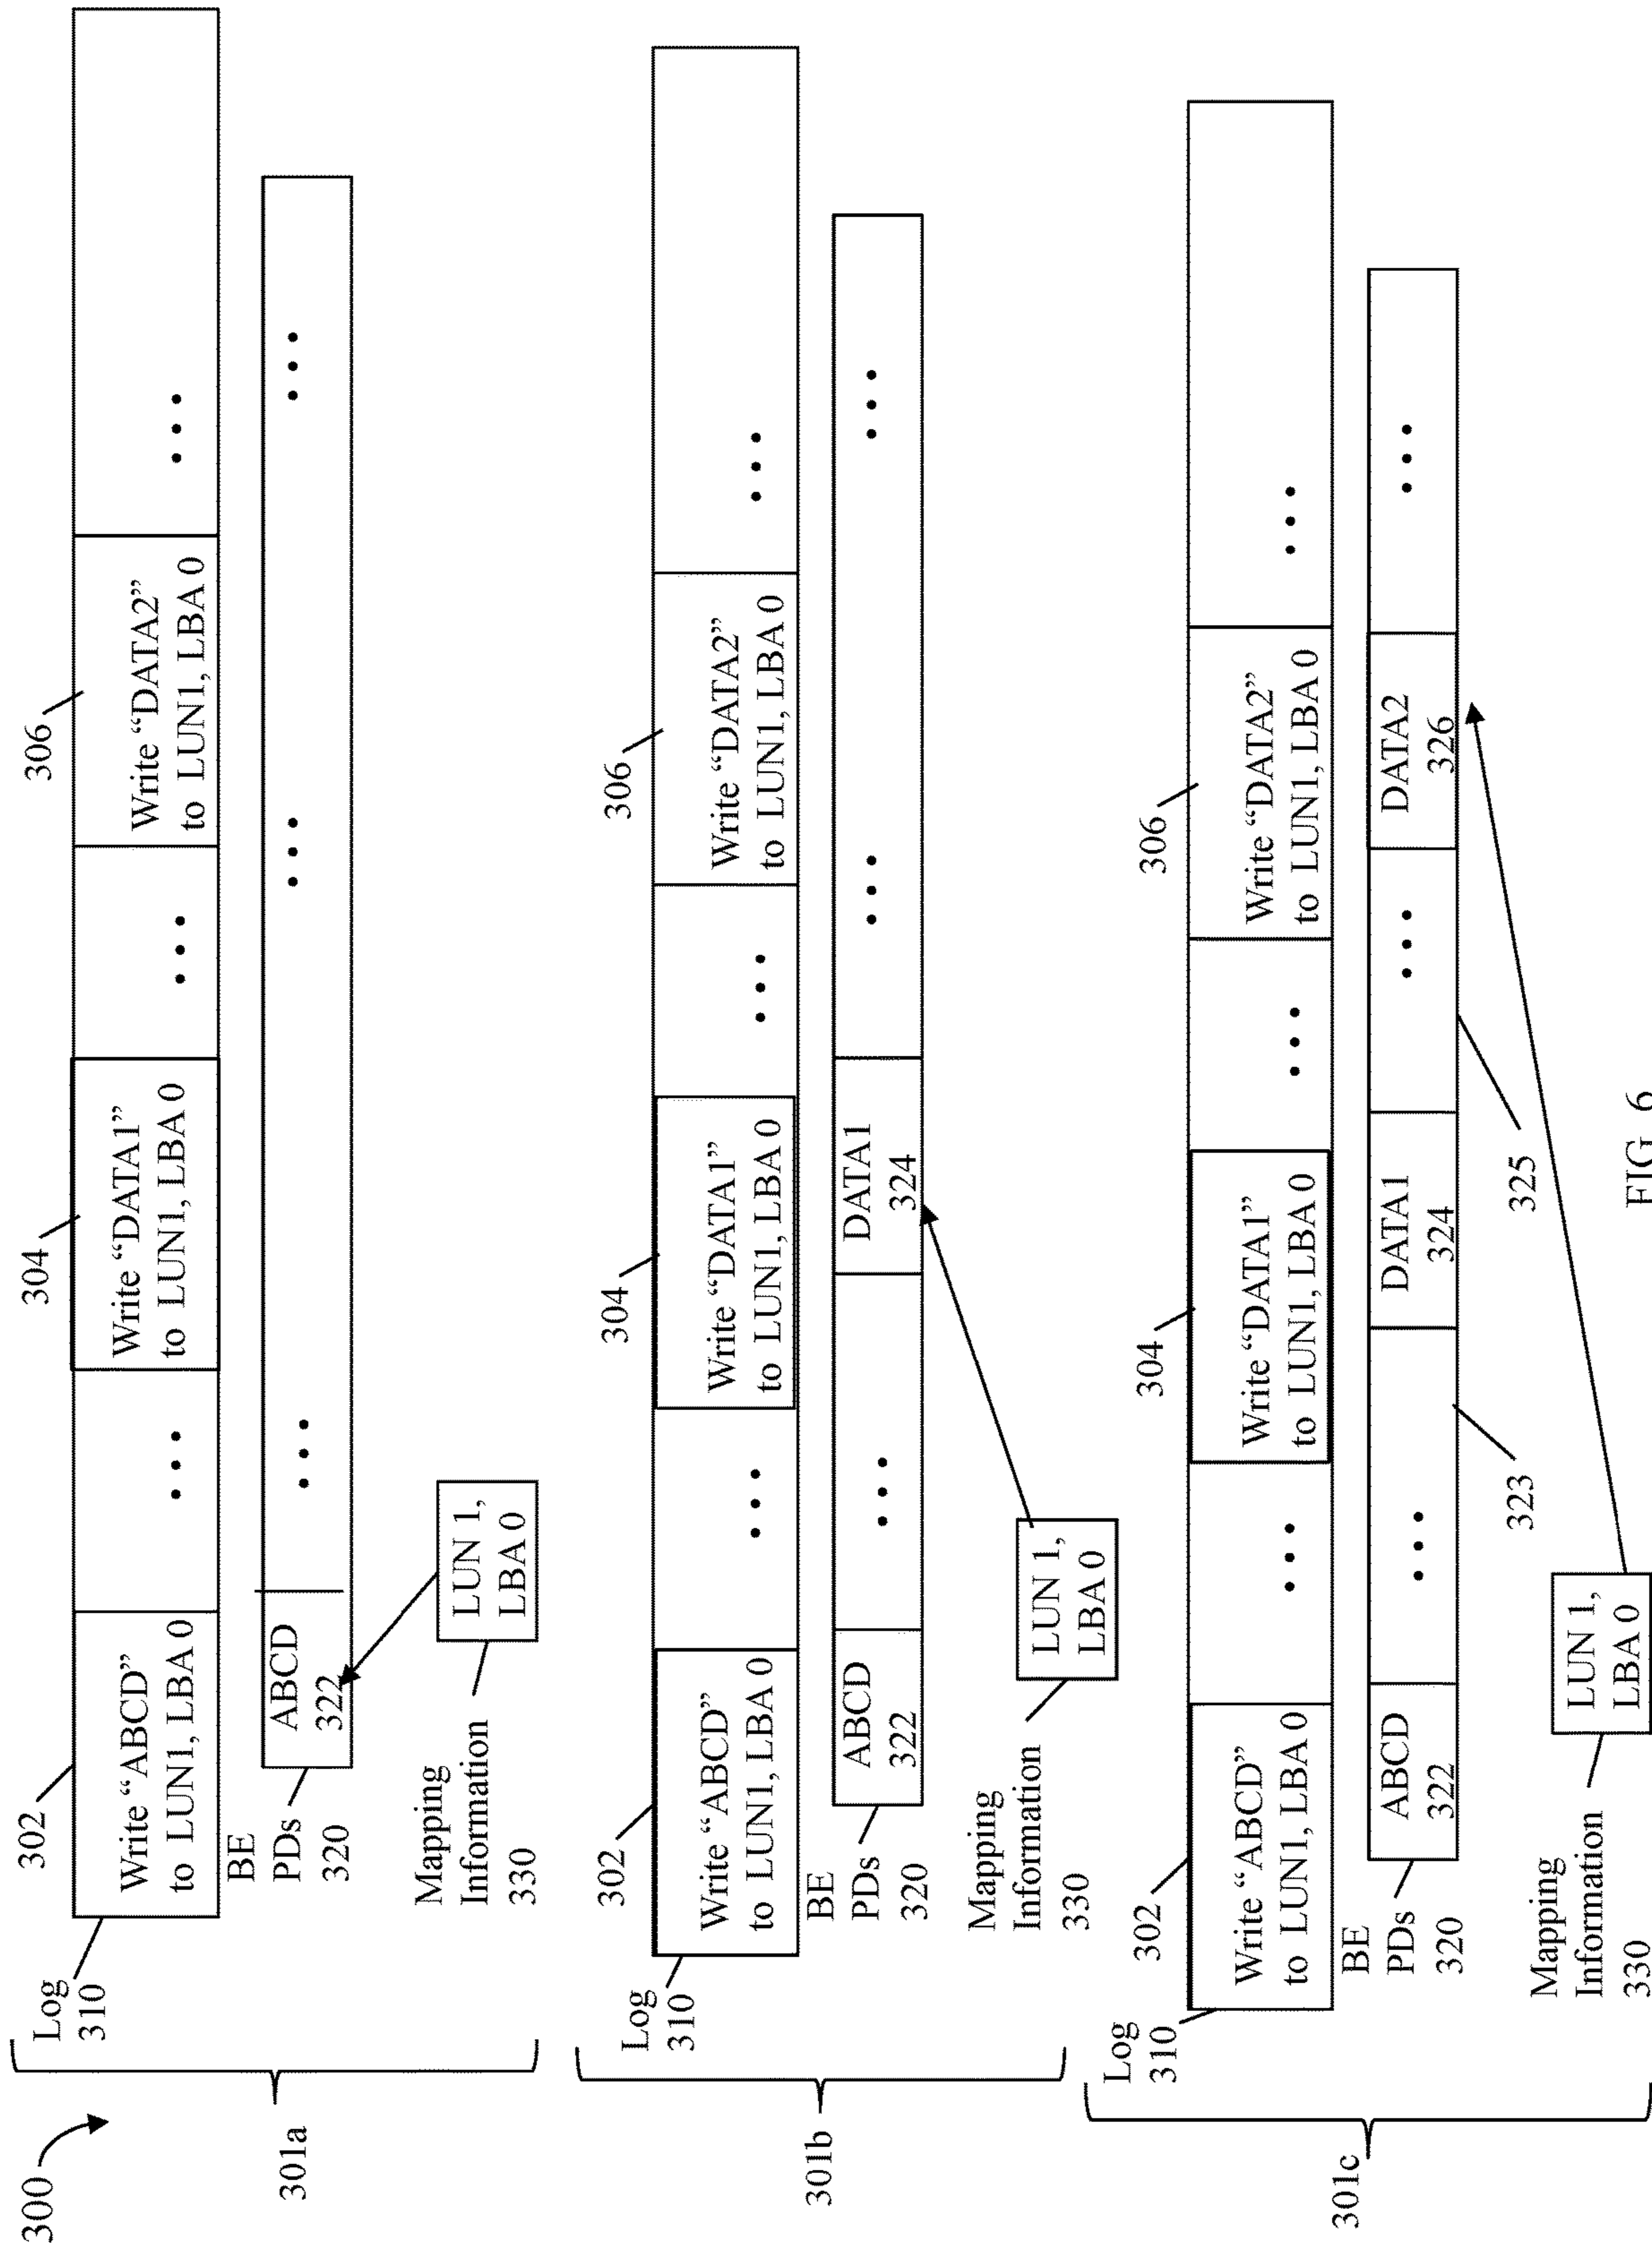 300
301a
Log
310
302
304
306
Write “ABCD”
to LUN1, LBA 0
...
Write “DATA1”
to LUN1, LBA 0
...
Write “DATA2”
to LUN1, LBA 0
...
BE
PDs
320
ABCD
322
...
...
...
Mapping
Information
330
LUN 1,
LBA 0
301b
Log
310
302
304
306
Write “ABCD”
to LUN1, LBA 0
...
Write “DATA1”
to LUN1, LBA 0
...
Write “DATA2”
to LUN1, LBA 0
...
BE
PDs
320
ABCD
322
...
DATA1
324
...
...
Mapping
Information
330
LUN 1,
LBA 0
301c
Log
310
302
304
306
Write “ABCD”
to LUN1, LBA 0
...
Write “DATA1”
to LUN1, LBA 0
...
Write “DATA2”
to LUN1, LBA 0
...
BE
PDs
320
ABCD
322
...
DATA1
324
...
DATA2
326
...
323
325
Mapping
Information
330
LUN 1,
LBA 0
FIG. 6